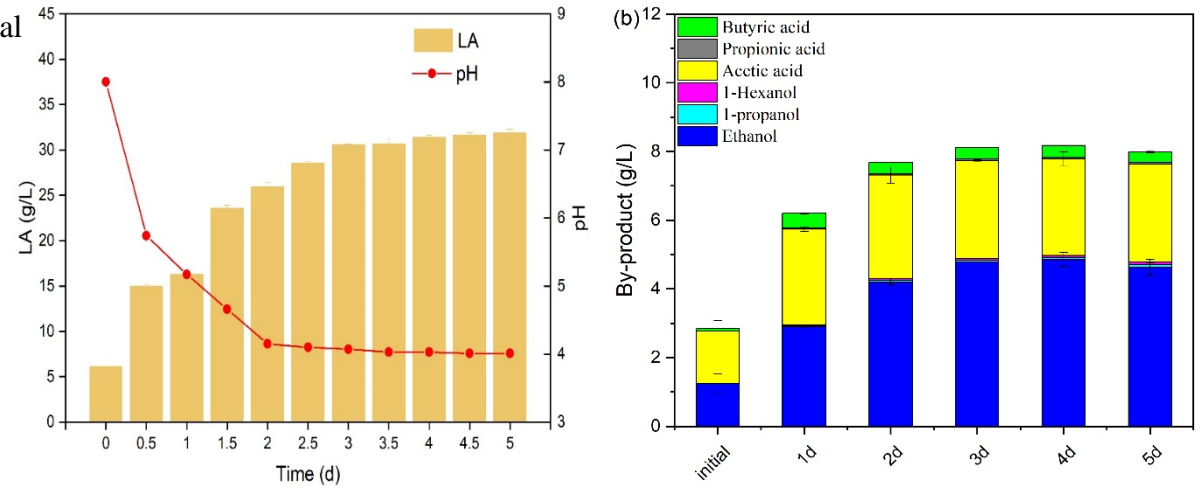 al
LA
pH
45
40
35
30
25
20
15
10
5
0
LA (g/L)
9
8
7
6
5
4
3
pH
0 0.5 1 1.5 2 2.5 3 3.5 4 4.5 5
Time (d)
(b)
Butyric acid
Propionic acid
Acetic acid
1-Hexanol
1-propanol
Ethanol
12
10
8
6
4
2
0
By-product (g/L)
initial 1d 2d 3d 4d 5d